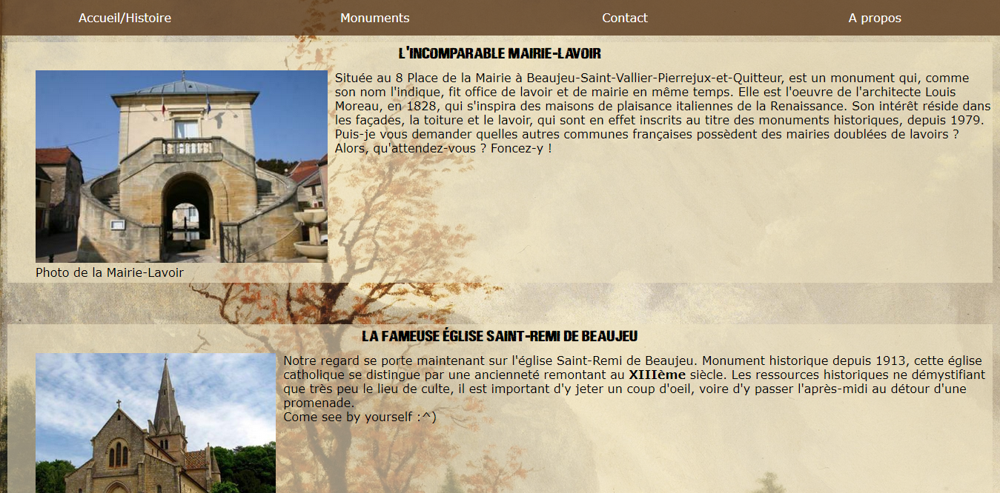 Accueil/Histoire Monuments Contact A propos
L'INCOMPARABLE MAIRIE-LAVOIR
Située au 8 Place de la Mairie à Beaujeu-Saint-Vallier-Pierrejux-et-Quitteur, est un monument qui, comme
son nom l'indique, fit office de lavoir et de mairie en même temps. Elle est l'oeuvre de l'architecte Louis
Moreau, en 1828, qui s'inspira des maisons de plaisance italiennes de la Renaissance. Son intérêt réside dans
les façades, la toiture et le lavoir, qui sont en effet inscrits au titre des monuments historiques, depuis 1979.
Puis-je vous demander quelles autres communes françaises possèdent des mairies doublées de lavoirs ?
Alors, qu'attendez-vous ? Foncez-y !
Photo de la Mairie-Lavoir
LA FAMEUSE ÉGLISE SAINT-REMI DE BEAUJEU
Notre regard se porte maintenant sur l'église Saint-Remi de Beaujeu. Monument historique depuis 1913, cette église
catholique se distingue par une ancienneté remontant au XIIIème siècle. Les ressources historiques ne démystifiant
que très peu le lieu de culte, il est important d'y jeter un coup d'oeil, voire d'y passer l'après-midi au détour d'une
promenade.
Come see by yourself :^)